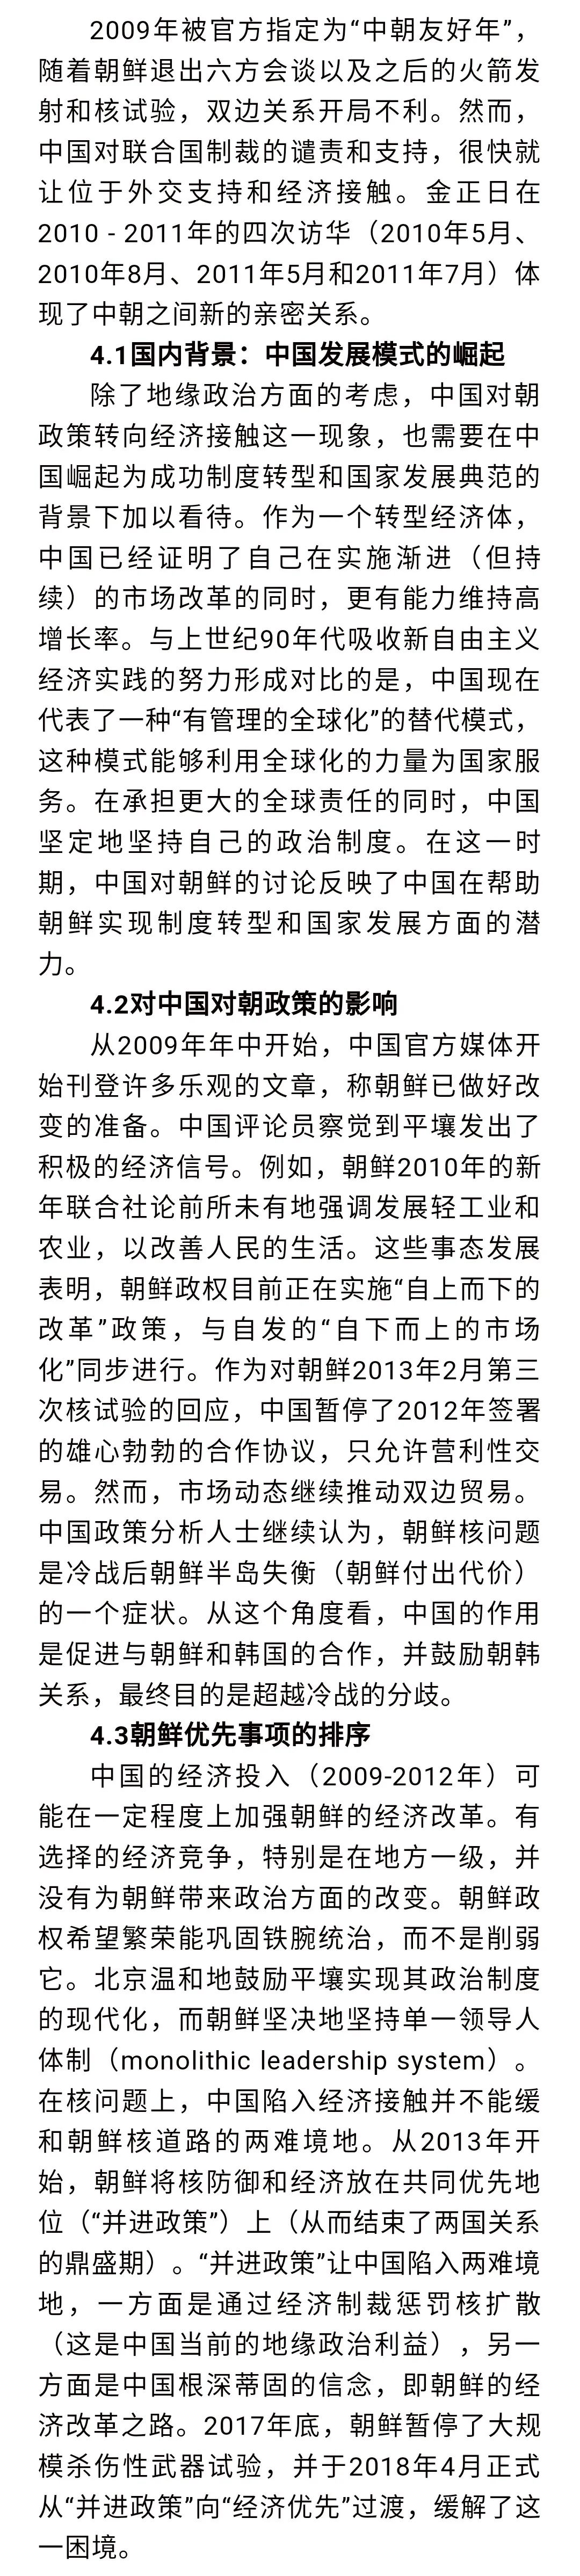 2009年被官方指定为“中朝友好年”，
随着朝鲜退出六方会谈以及之后的火箭发
射和核试验，双边关系开局不利。然而，
中国对联合国制裁的谴责和支持，很快就
让位于外交支持和经济接触。金正日在
2010 - 2011年的四次访华（2010年5月、
2010年8月、2011年5月和2011年7月）体
现了中朝之间新的亲密关系。
4.1国内背景：中国发展模式的崛起
除了地缘政治方面的考虑，中国对朝
政策转向经济接触这一现象，也需要在中
国崛起为成功制度转型和国家发展典范的
背景下加以看待。作为一个转型经济体，
中国已经证明了自己在实施渐进（但持
续）的市场改革的同时，更有能力维持高
增长率。与上世纪90年代吸收新自由主义
经济实践的努力形成对比的是，中国现在
代表了一种“有管理的全球化”的替代模式，
这种模式能够利用全球化的力量为国家服
务。在承担更大的全球责任的同时，中国
坚定地坚持自己的政治制度。在这一时
期，中国对朝鲜的讨论反映了中国在帮助
朝鲜实现制度转型和国家发展方面的潜
力。
4.2对中国对朝政策的影响
从2009年年中开始，中国官方媒体开
始刊登许多乐观的文章，称朝鲜已做好改
变的准备。中国评论员察觉到平壤发出了
积极的经济信号。例如，朝鲜2010年的新
年联合社论前所未有地强调发展轻工业和
农业，以改善人民的生活。这些事态发展
表明，朝鲜政权目前正在实施“自上而下的
改革”政策，与自发的“自下而上的市场
化”同步进行。作为对朝鲜2013年2月第三
次核试验的回应，中国暂停了2012年签署
的雄心勃勃的合作协议，只允许营利性交
易。然而，市场动态继续推动双边贸易。
中国政策分析人士继续认为，朝鲜核问题
是冷战后朝鲜半岛失衡（朝鲜付出代价）
的一个症状。从这个角度看，中国的作用
是促进与朝鲜和韩国的合作，并鼓励朝韩
关系，最终目的是超越冷战的分歧。
4.3朝鲜优先事项的排序
中国的经济投入（2009-2012年）可
能在一定程度上加强朝鲜的经济改革。有
选择的经济竞争，特别是在地方一级，并
没有为朝鲜带来政治方面的改变。朝鲜政
权希望繁荣能巩固铁腕统治，而不是削弱
它。北京温和地鼓励平壤实现其政治制度
的现代化，而朝鲜坚决地坚持单一领导人
体制（monolithic leadership system）。
在核问题上，中国陷入经济接触并不能缓
和朝鲜核道路的两难境地。从2013年开
始，朝鲜将核防御和经济放在共同优先地
位（“并进政策”）上（从而结束了两国关系
的鼎盛期）。“并进政策”让中国陷入两难境
地，一方面是通过经济制裁惩罚核扩散
（这是中国当前的地缘政治利益），另一
方面是中国根深蒂固的信念，即朝鲜的经
济改革之路。2017年底，朝鲜暂停了大规
模杀伤性武器试验，并于2018年4月正式
从“并进政策”向“经济优先”过渡，缓解了这
一困境。